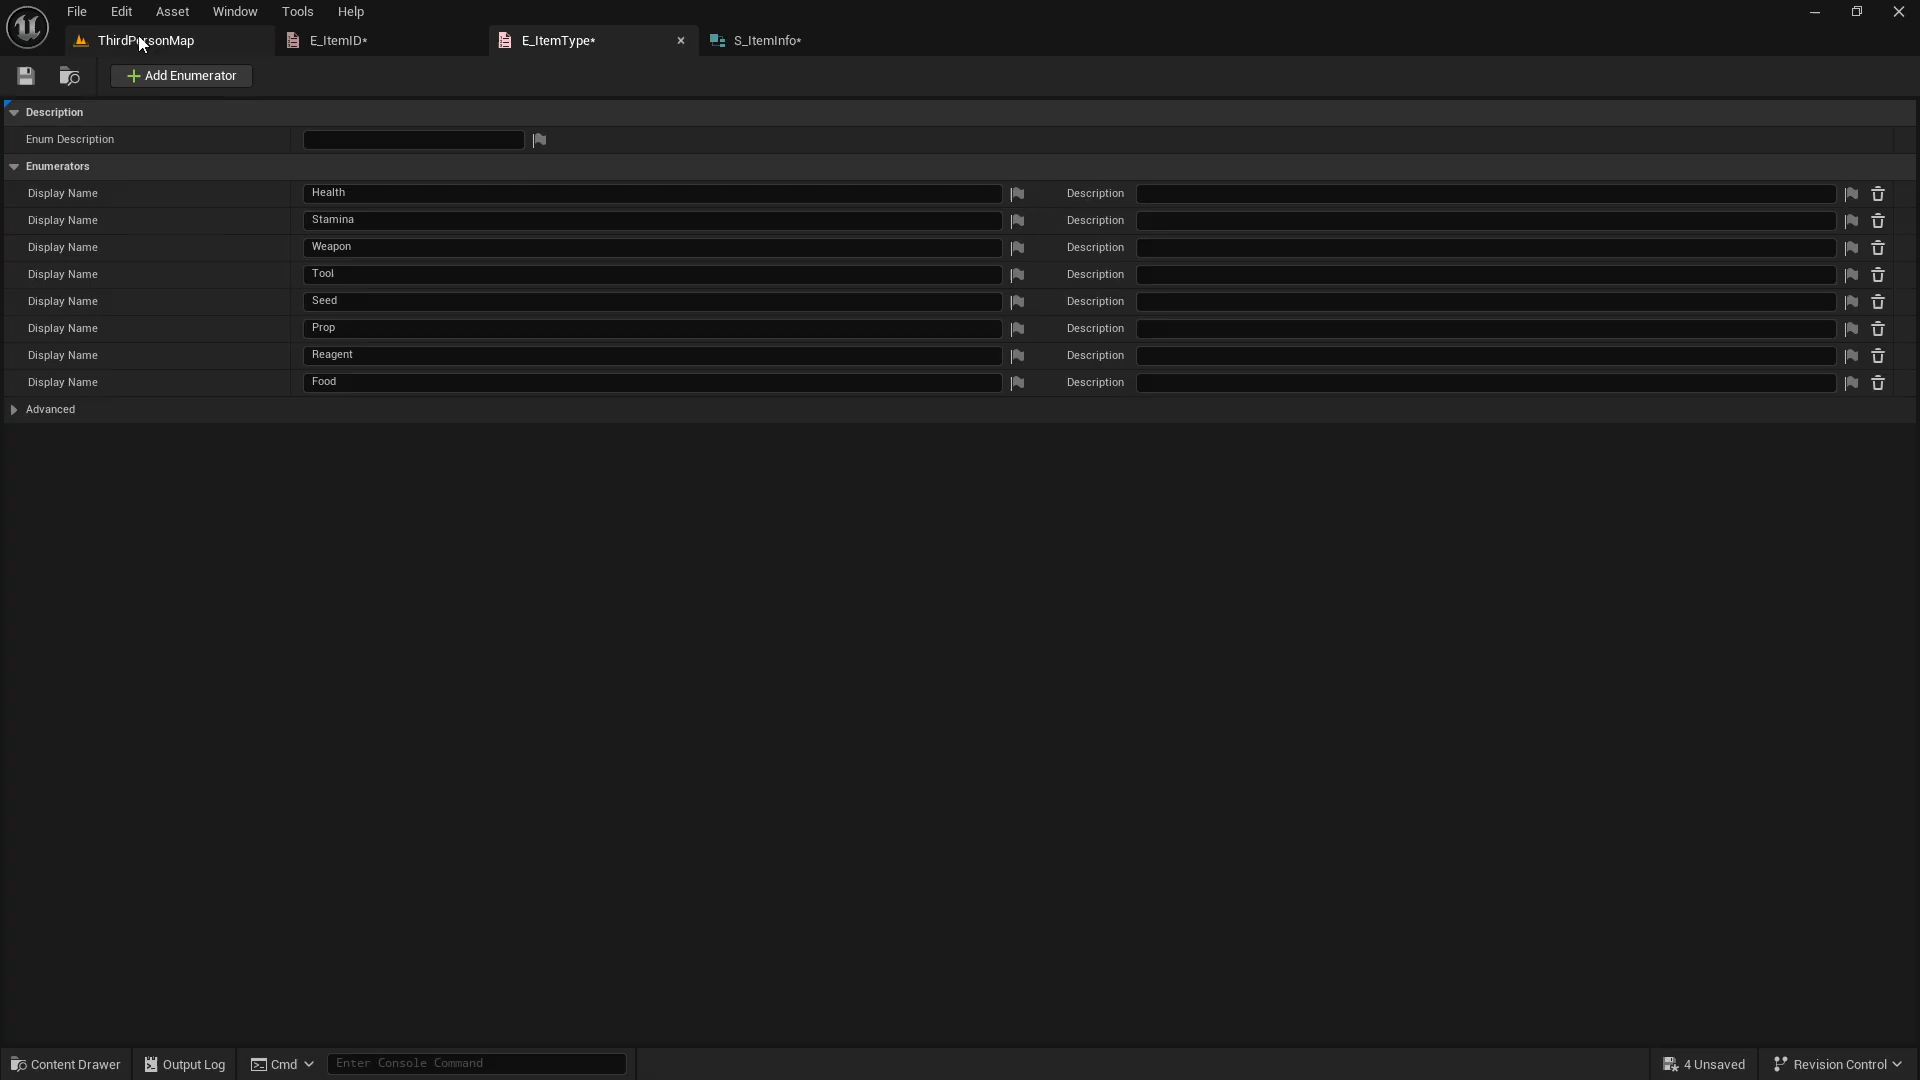 File Edit Asset Window Tools Help
ThirdPersonMap E_ItemID* E_ItemType* S_ItemInfo*
Add Enumerator
Description
Enum Description
Enumerators
Display Name Health Description
Display Name Stamina Description
Display Name Weapon Description
Display Name Tool Description
Display Name Seed Description
Display Name Prop Description
Display Name Reagent Description
Display Name Food Description
Advanced
Content Drawer Output Log Cmd Enter Console Command 4 Unsaved Revision Control